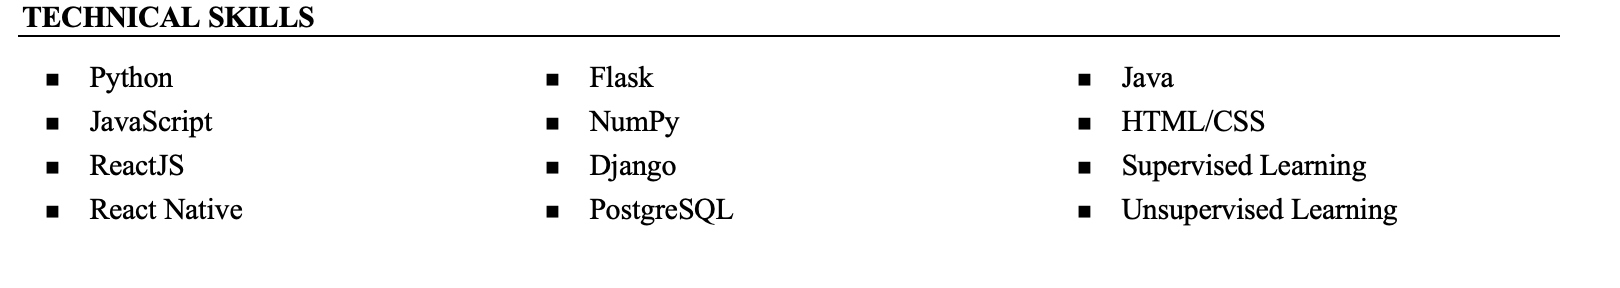 TECHNICAL SKILLS
▪ Python
▪ JavaScript
▪ ReactJS
▪ React Native
▪ Flask
▪ NumPy
▪ Django
▪ PostgreSQL
▪ Java
▪ HTML/CSS
▪ Supervised Learning
▪ Unsupervised Learning